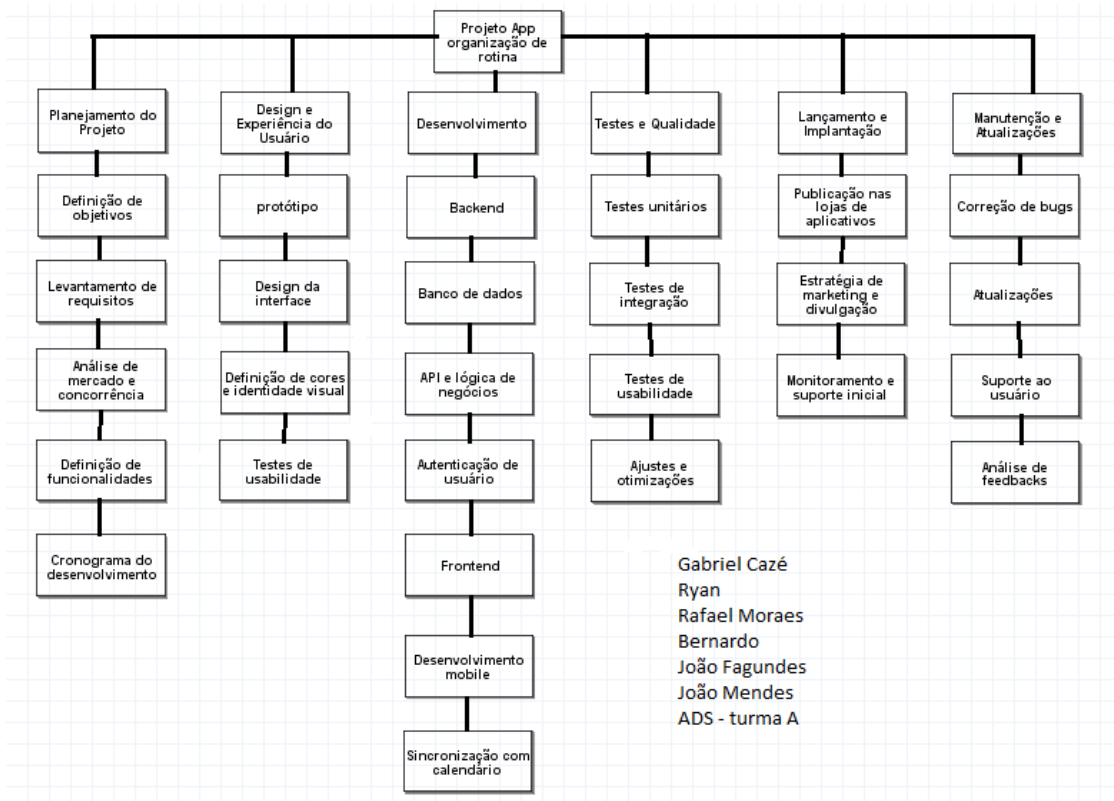 Projeto App
organização de
rotina
Planejamento do
Projeto
Design e
Experiência do
Usuário
Desenvolvimento
Testes e Qualidade
Lançamento e
Implantação
Manutenção e
Atualizações
Definição de
objetivos
protótipo
Backend
Testes unitários
Publicação nas
lojas de
aplicativos
Correção de bugs
Levantamento de
requisitos
Design da
interface
Banco de dados
Testes de
integração
Estratégia de
marketing e
divulgação
Atualizações
Análise de
mercado e
concorrência
Definição de cores
e identidade visual
API e lógica de
negócios
Testes de
usabilidade
Monitoramento e
suporte inicial
Suporte ao
usuário
Definição de
funcionalidades
Testes de
usabilidade
Autenticação de
usuário
Ajustes e
otimizações
Análise de
feedbacks
Cronograma do
desenvolvimento
Frontend
Desenvolvimento
mobile
Sincronização com
calendário
Gabriel Cazé
Ryan
Rafael Moraes
Bernardo
João Fagundes
João Mendes
ADS - turma A